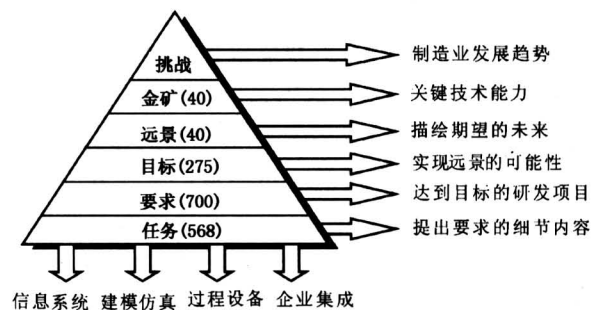 挑战
制造业发展趋势
金矿(40)
关键技术能力
远景(40)
描绘期望的未来
目标(275)
实现远景的可能性
要求(700)
达到目标的研发项目
任务(568)
提出要求的细节内容
信息系统 建模仿真 过程设备 企业集成